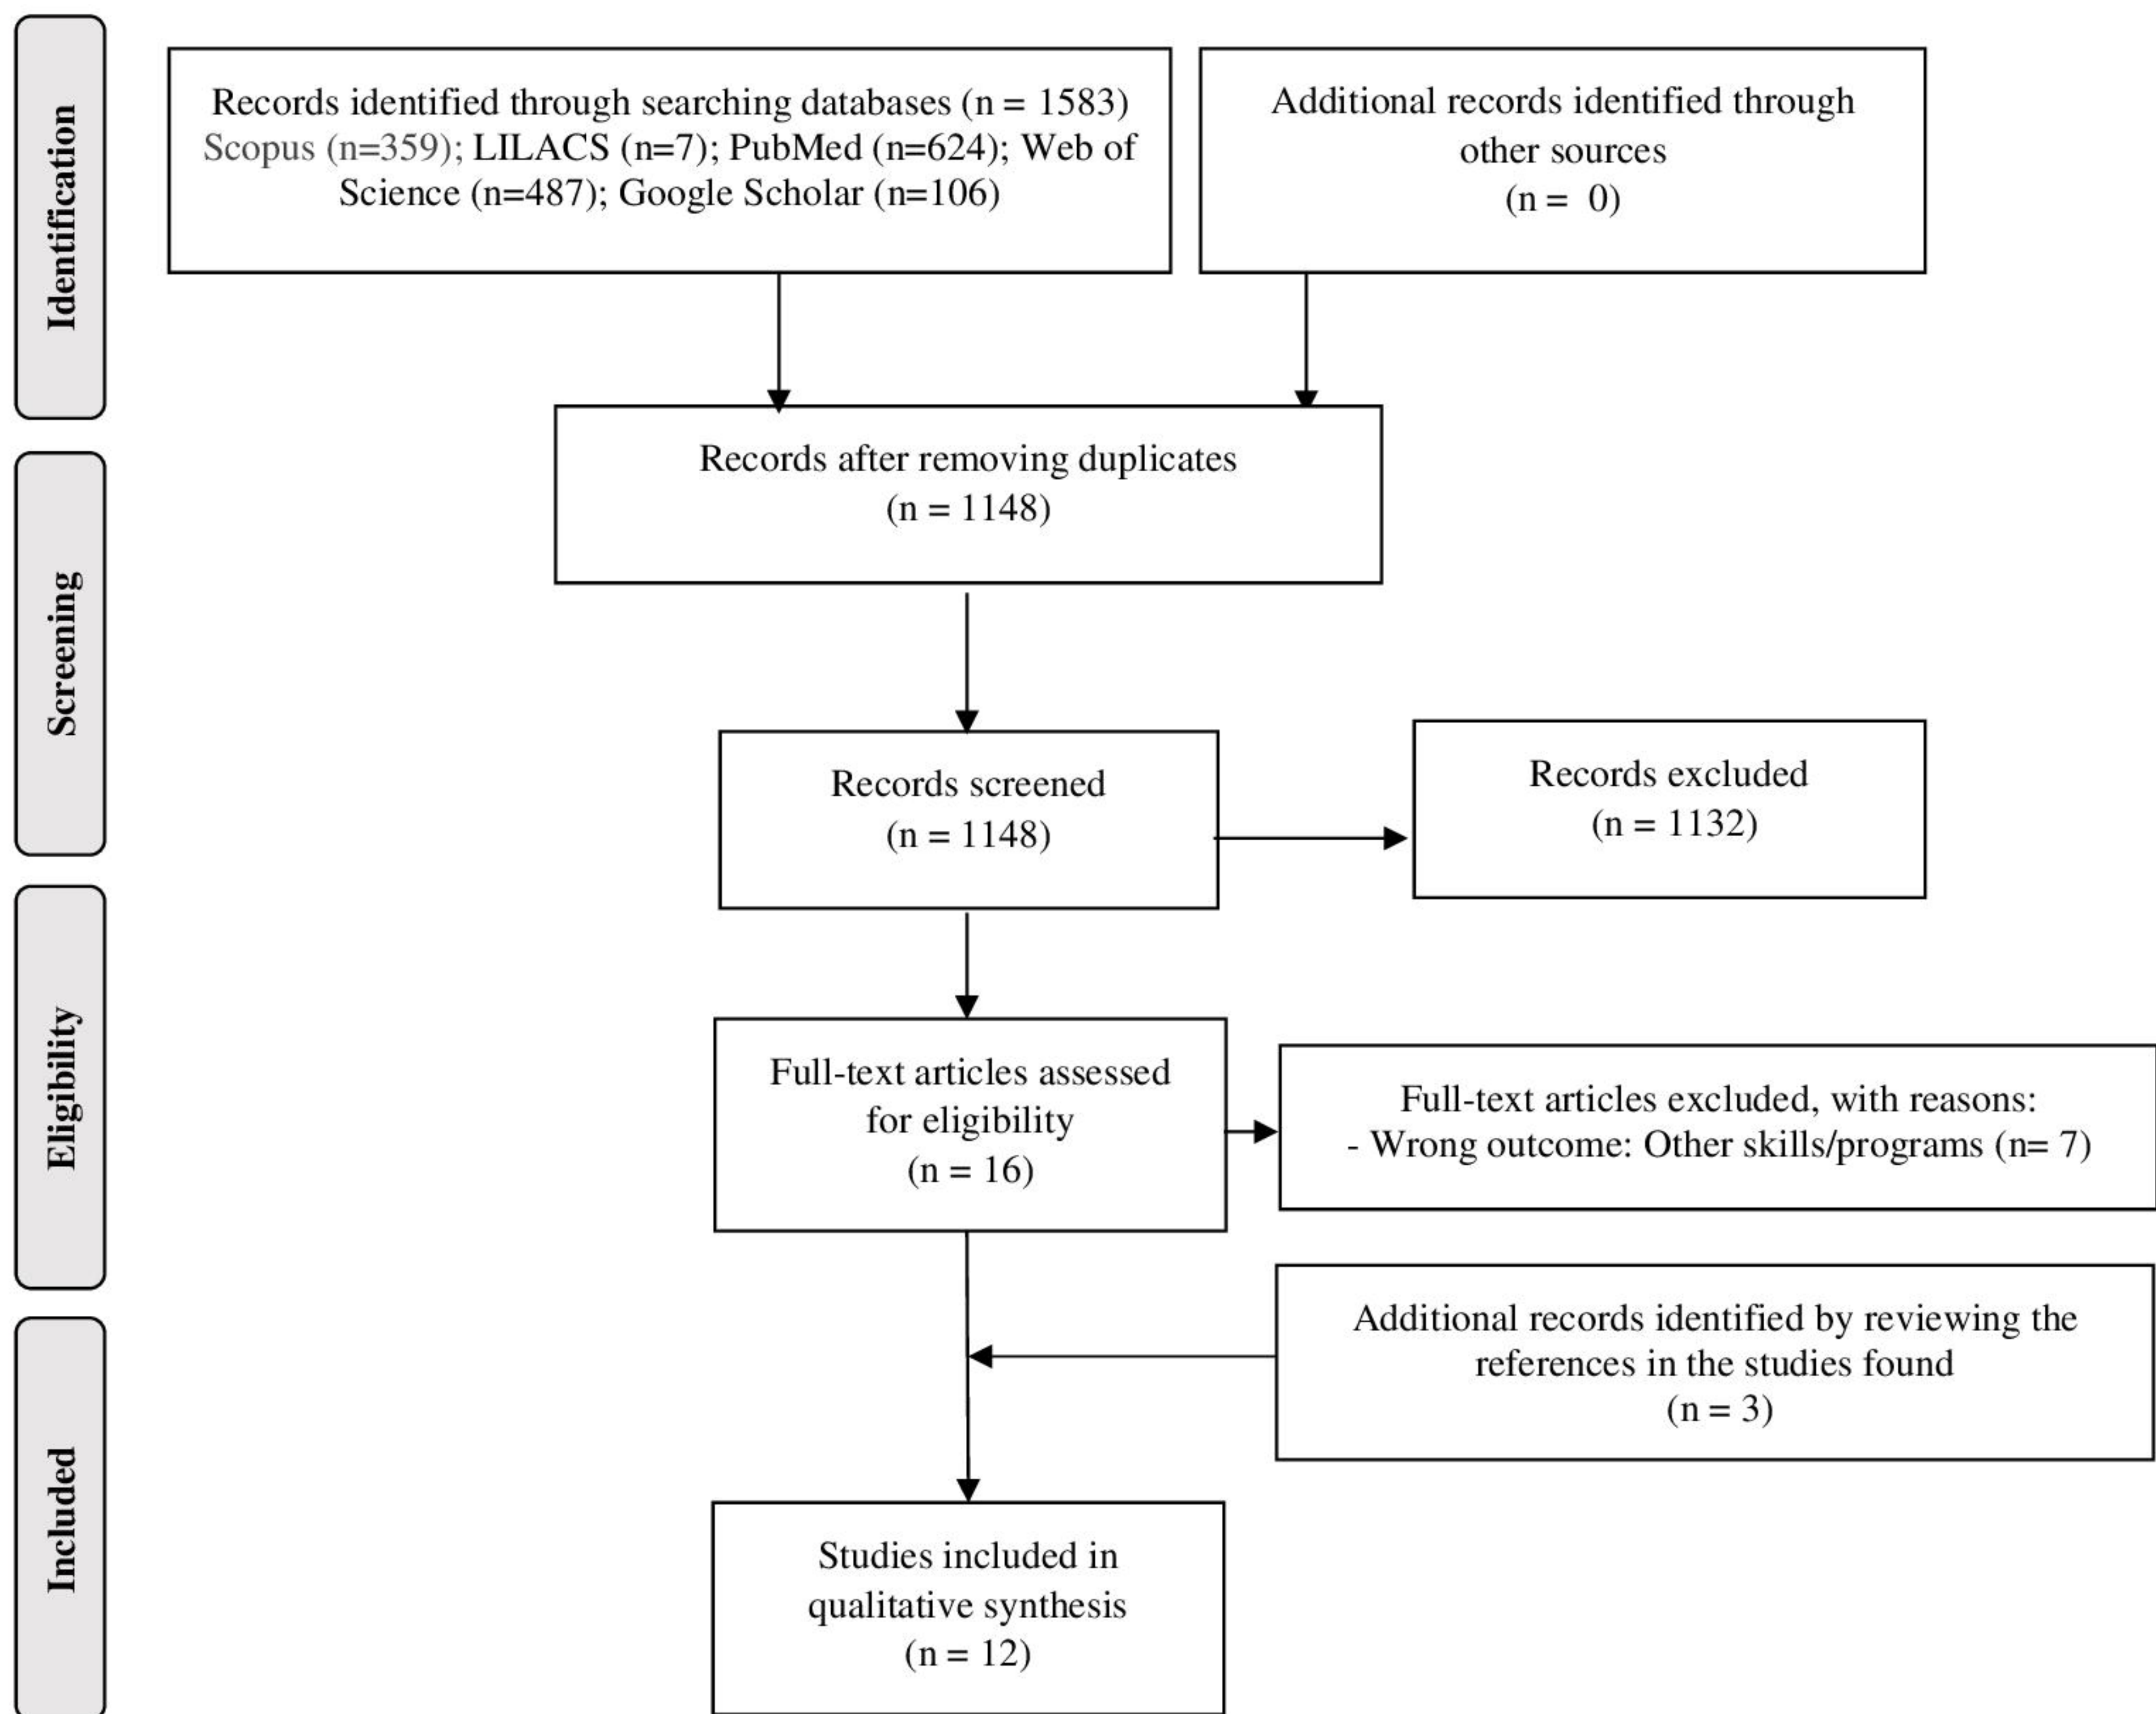 Identification
Records identified through searching databases (n = 1583)
Scopus (n=359); LILACS (n=7); PubMed (n=624); Web of
Science (n=487); Google Scholar (n=106)
Additional records identified through
other sources
(n =  0)
Records after removing duplicates
(n = 1148)
Screening
Records screened
(n = 1148)
Records excluded
(n = 1132)
Eligibility
Full-text articles assessed
for eligibility
(n = 16)
Full-text articles excluded, with reasons:
- Wrong outcome: Other skills/programs (n= 7)
Additional records identified by reviewing the
references in the studies found
(n = 3)
Included
Studies included in
qualitative synthesis
(n = 12)